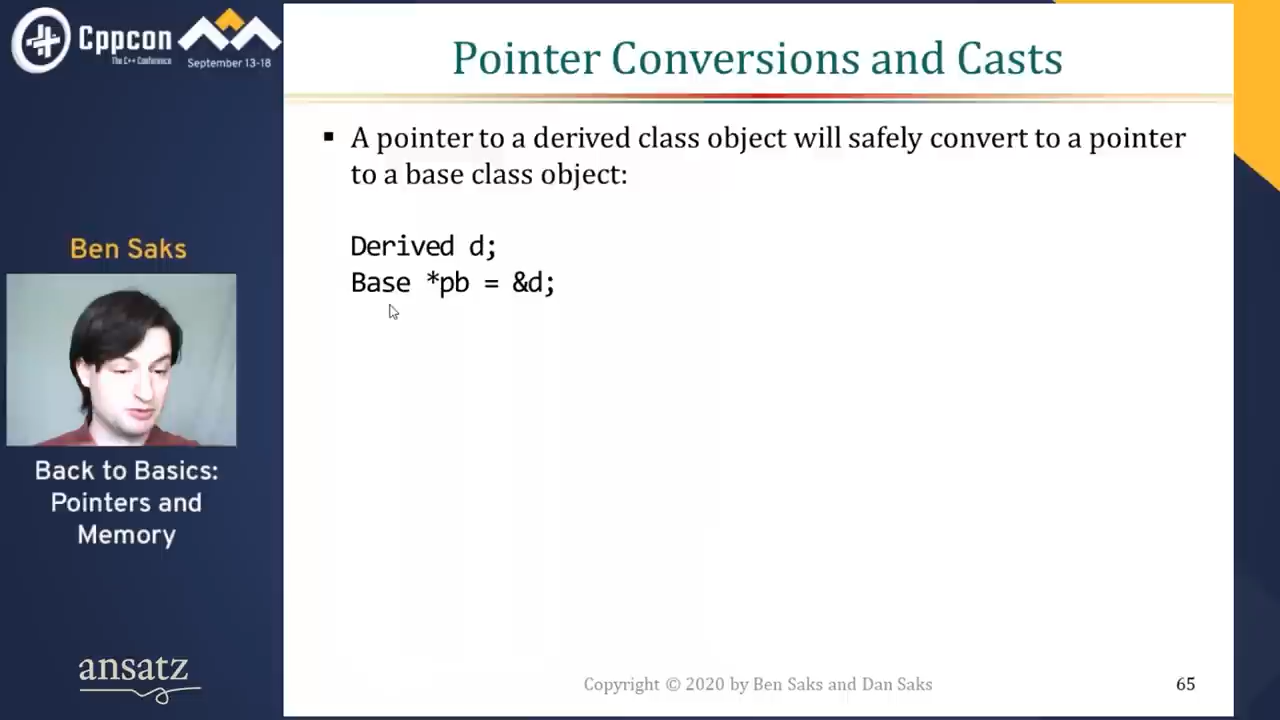 Cppcon
The C++ Conference
September 13-18
Ben Saks
Back to Basics:
Pointers and
Memory
ansatz
Pointer Conversions and Casts
▪ A pointer to a derived class object will safely convert to a pointer
to a base class object:
Derived d;
Base *pb = &d;
Copyright © 2020 by Ben Saks and Dan Saks
65